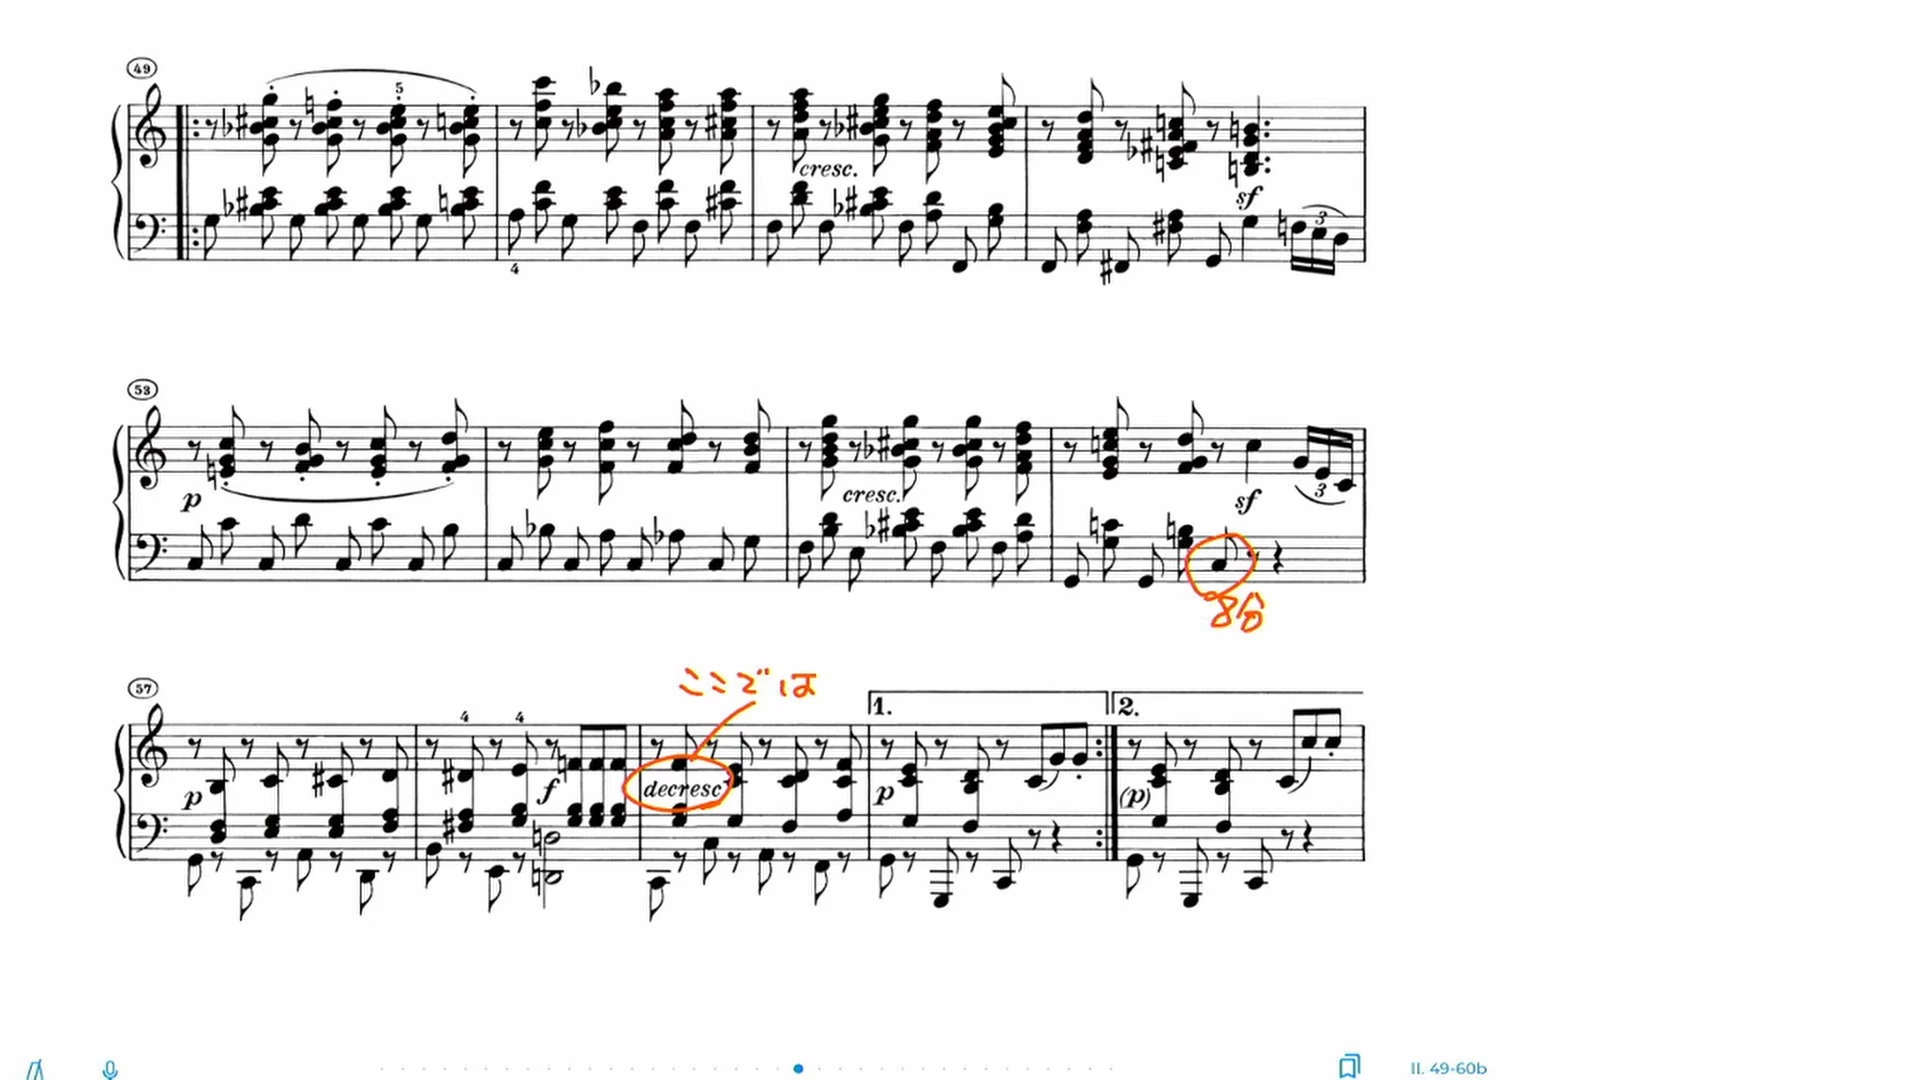 49
5
cresc.
3
sf
4
53
p
cresc.
sf
3
8分
ここでは
57
4
4
1.
2.
p
f
decresc
p
(p)
II. 49-60b